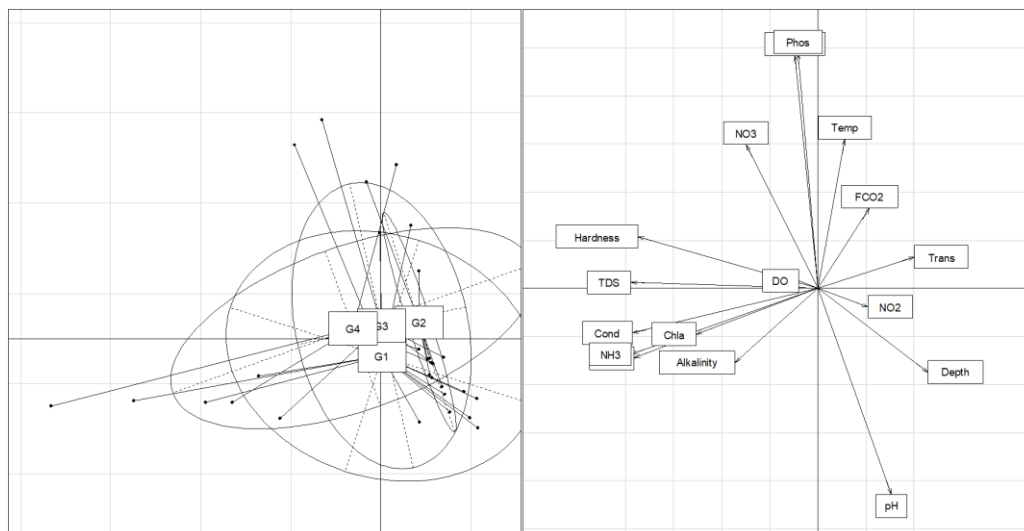 G4
G3
G2
G1
Phos
NO3
Temp
FCO2
Hardness
Trans
TDS
DO
NO2
Cond
Chla
NH3
Alkalinity
Depth
pH